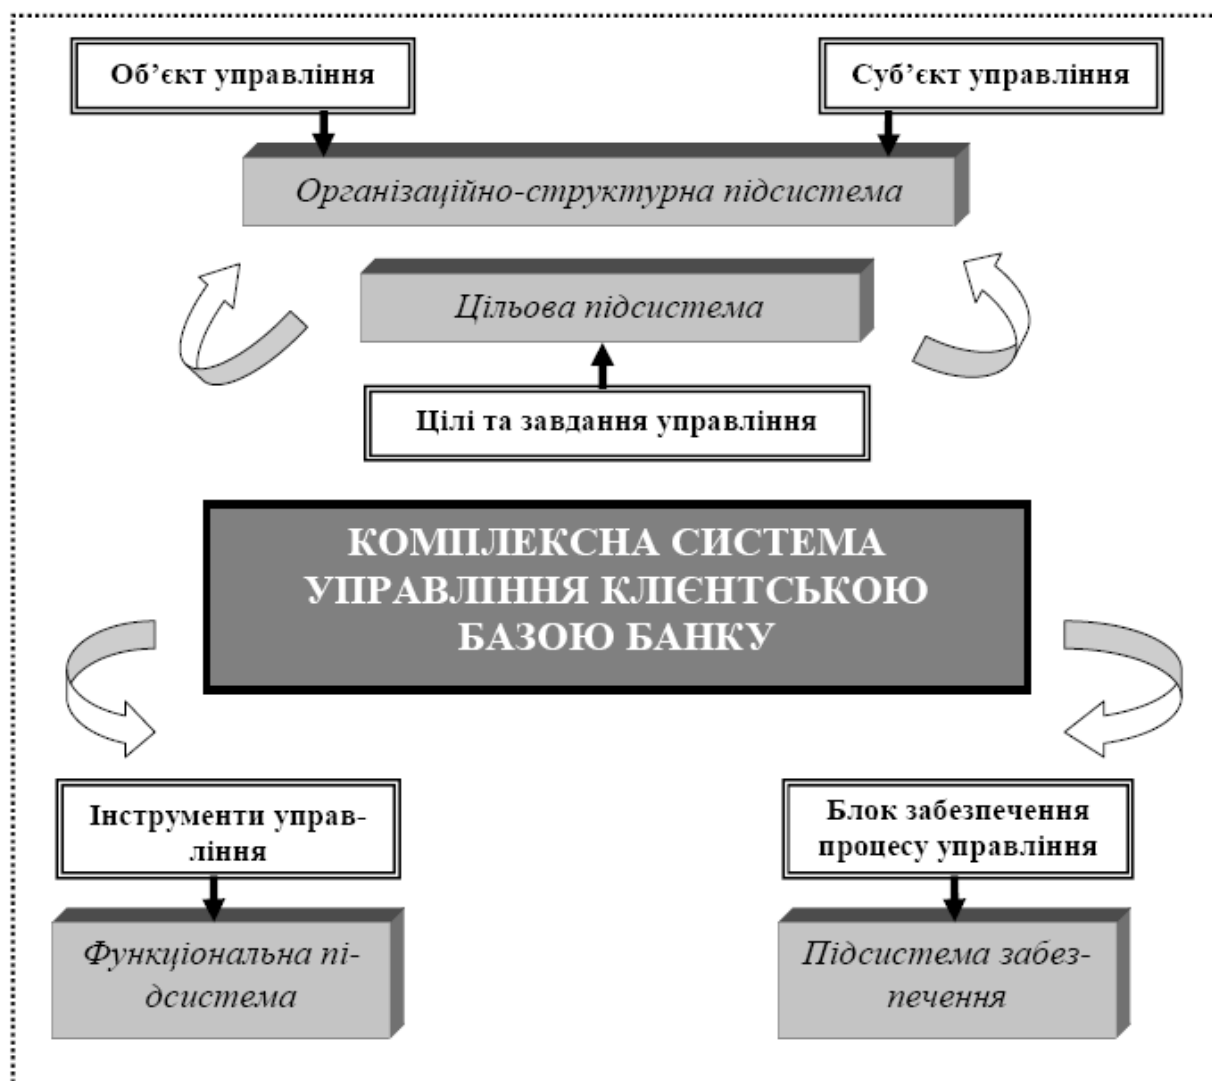 Об’єкт управління
Суб’єкт управління
Організаційно-структурна підсистема
Цільова підсистема
Цілі та завдання управління
КОМПЛЕКСНА СИСТЕМА
УПРАВЛІННЯ КЛІЄНТСЬКОЮ
БАЗОЮ БАНКУ
Інструменти управ-
ління
Блок забезпечення
процесу управління
Функціональна пі-
дсистема
Підсистема забез-
печення